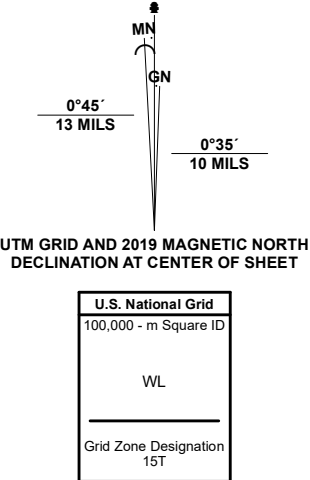 MN
GN
0°45´
13 MILS
0°35´
10 MILS
UTM GRID AND 2019 MAGNETIC NORTH
DECLINATION AT CENTER OF SHEET
U.S. National Grid
100,000 - m Square ID
WL
Grid Zone Designation
15T